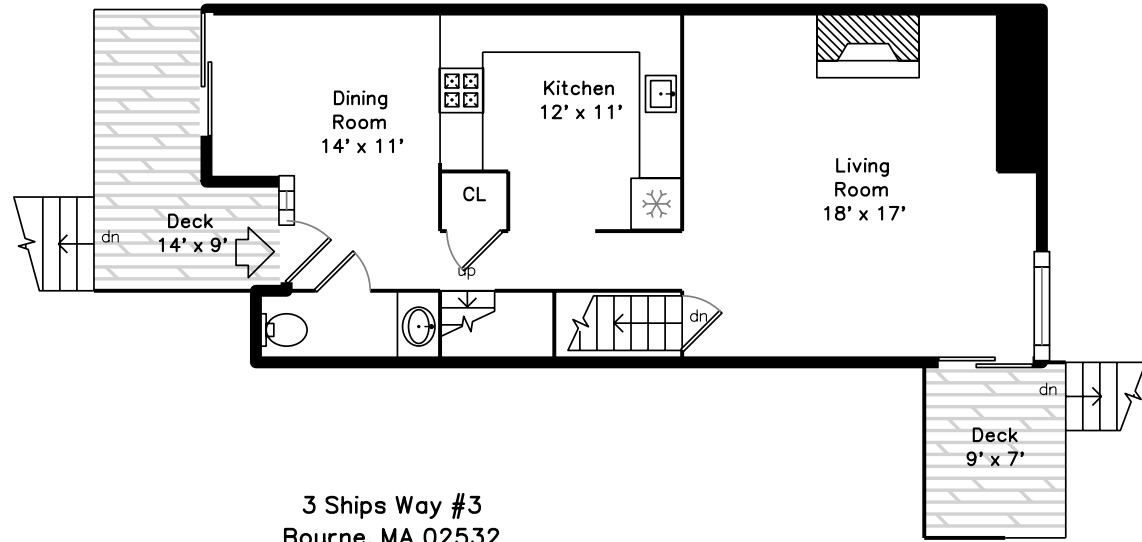 Dining
Room
14' x 11'
Kitchen
12' x 11'
CL
Living
Room
18' x 17'
Deck
14' x 9'
dn
up
dn
dn
Deck
9' x 7'
3 Ships Way #3
Bourne, MA 02532